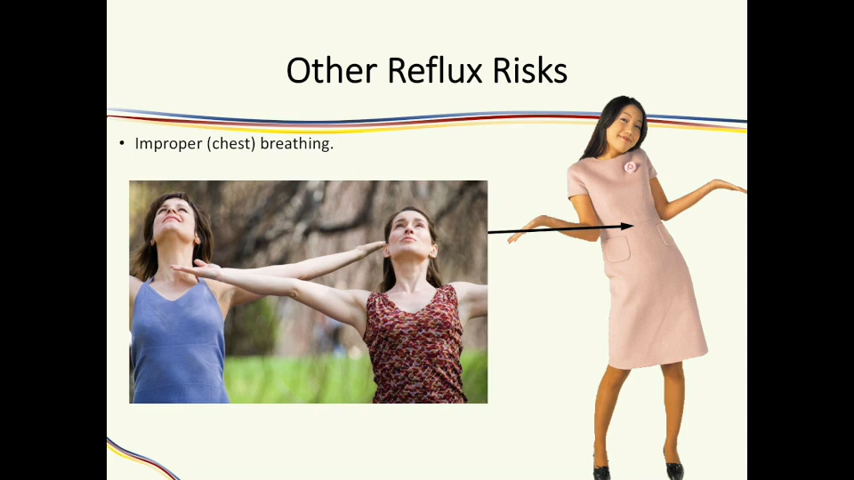 Other Reflux Risks
• Improper (chest) breathing.